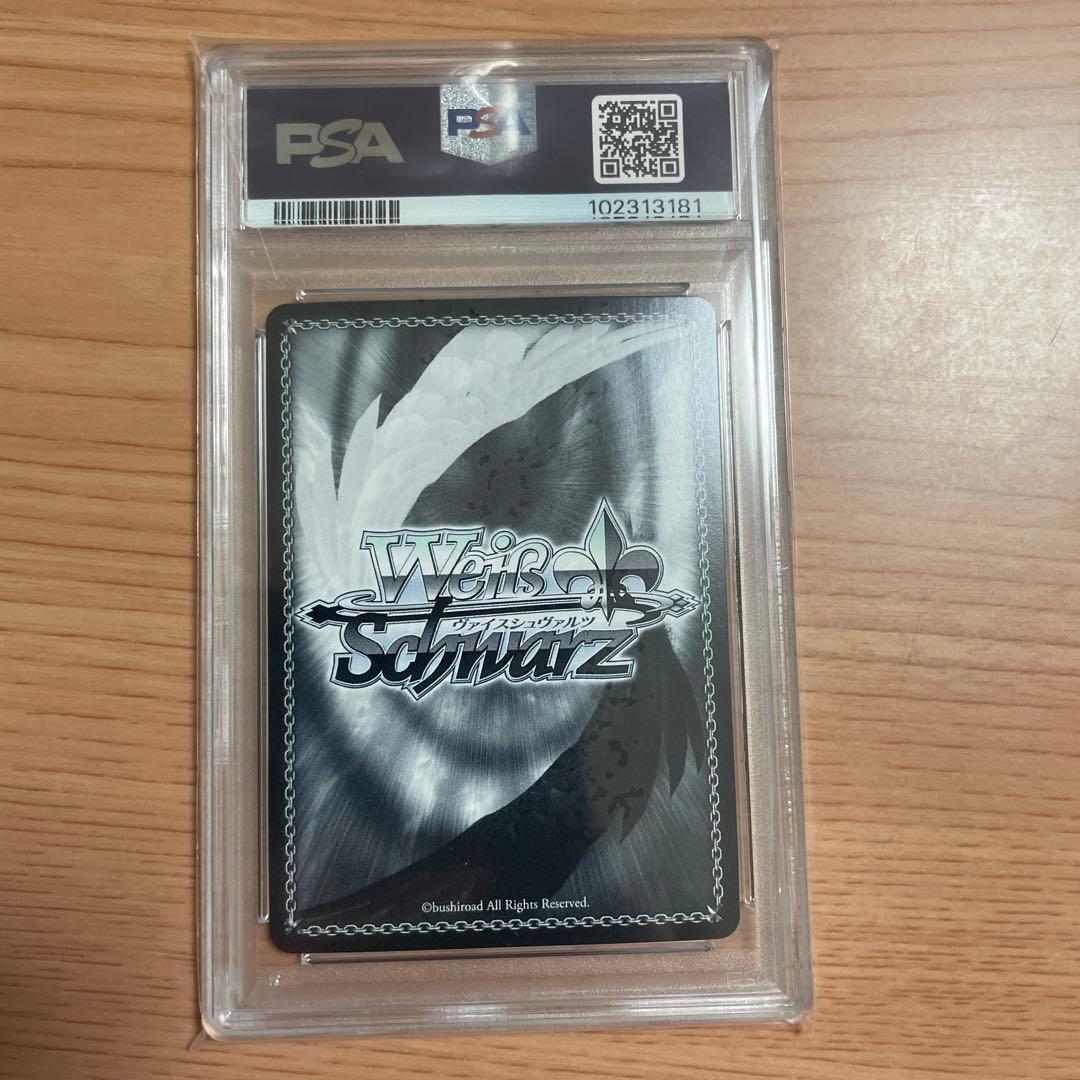 PSA
PSA
102313181
Weiß
ヴァイスシュヴァルツ
Schwarz
©bushiroad All Rights Reserved.